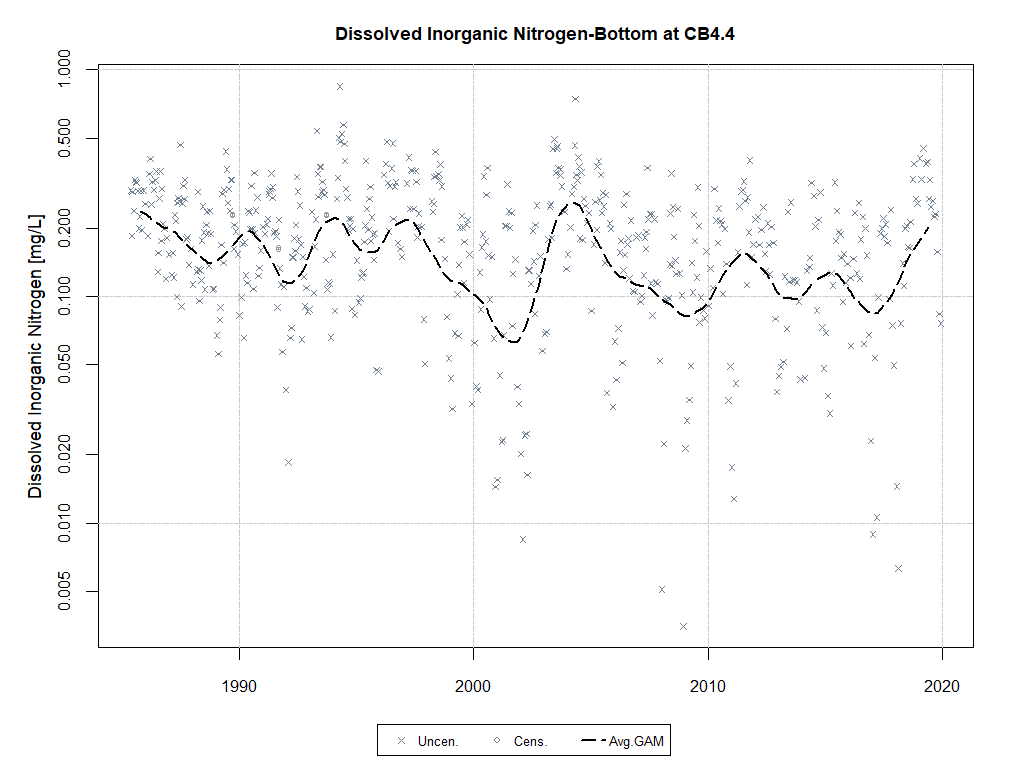 Dissolved Inorganic Nitrogen-Bottom at CB4.4
Dissolved Inorganic Nitrogen [mg/L]
1.000
0.500
0.200
0.100
0.050
0.020
0.010
0.005
1990 2000 2010 2020
Uncen. Cens. Avg.GAM